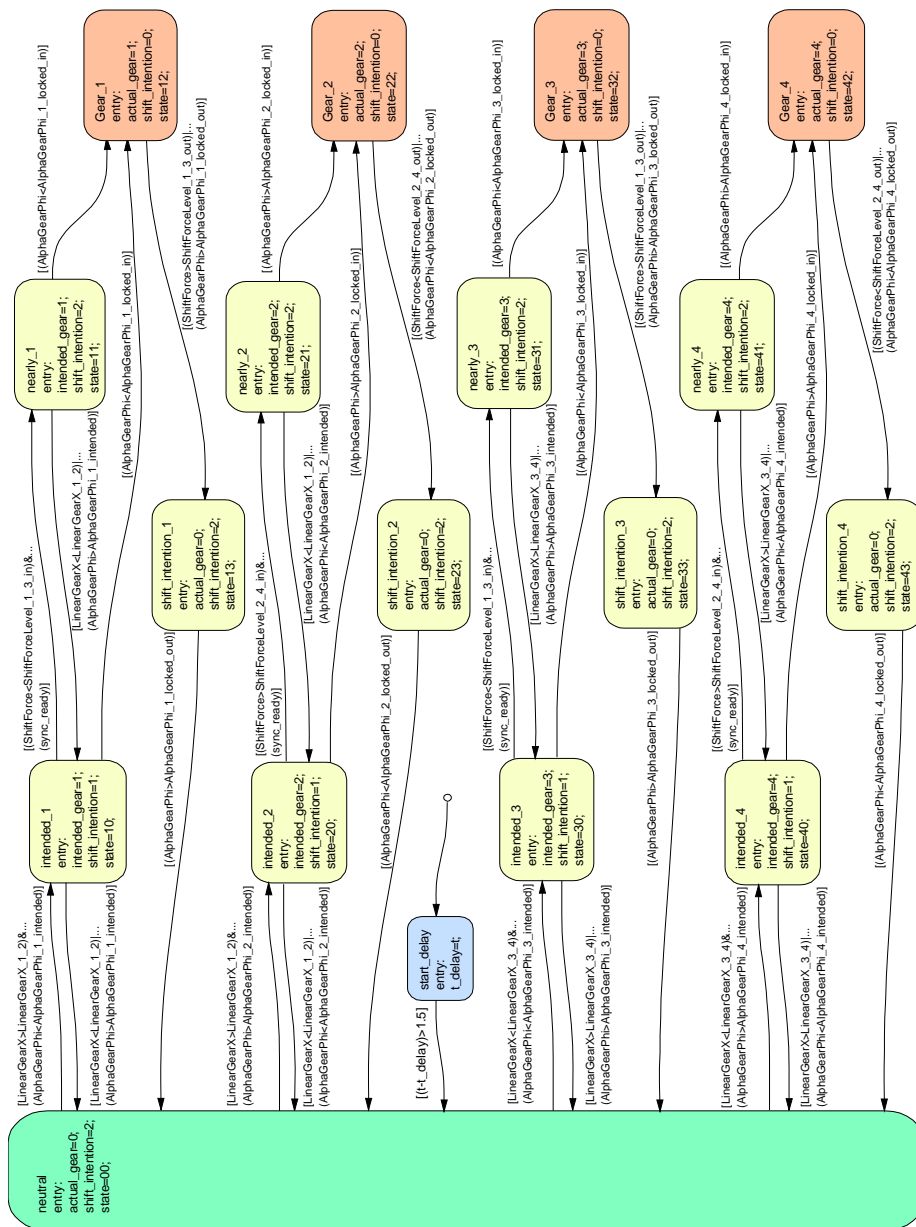 neutral
entry:
actual_gear=0;
shift_intention=2;
state=00;
[LinearGearX>LinearGearX_1_2)&...
(AlphaGearPhi<AlphaGearPhi_1_intended)]
[LinearGearX<LinearGearX_1_2)|...
(AlphaGearPhi>AlphaGearPhi_1_intended)]
intended_1
entry:
intended_gear=1;
shift_intention=1;
state=10;
[(ShiftForce<ShiftForceLevel_1_3_in)&...
(sync_ready)]
[LinearGearX<LinearGearX_1_2)|...
(AlphaGearPhi>AlphaGearPhi_1_intended)]
nearly_1
entry:
intended_gear=1;
shift_intention=2;
state=11;
[(AlphaGearPhi<AlphaGearPhi_1_locked_in)]
[(AlphaGearPhi<AlphaGearPhi_1_locked_in)]
Gear_1
entry:
actual_gear=1;
shift_intention=0;
state=12;
[(ShiftForce>ShiftForceLevel_1_3_out)|...
(AlphaGearPhi>AlphaGearPhi_1_locked_out)]
shift_intention_1
entry:
actual_gear=0;
shift_intention=2;
state=13;
[(AlphaGearPhi>AlphaGearPhi_1_locked_out)]
[LinearGearX>LinearGearX_1_2)&...
(AlphaGearPhi>AlphaGearPhi_2_intended)]
[LinearGearX<LinearGearX_1_2)|...
(AlphaGearPhi<AlphaGearPhi_2_intended)]
intended_2
entry:
intended_gear=2;
shift_intention=1;
state=20;
[(ShiftForce>ShiftForceLevel_2_4_in)&...
(sync_ready)]
[LinearGearX<LinearGearX_1_2)|...
(AlphaGearPhi<AlphaGearPhi_2_intended)]
nearly_2
entry:
intended_gear=2;
shift_intention=2;
state=21;
[(AlphaGearPhi>AlphaGearPhi_2_locked_in)]
[(AlphaGearPhi>AlphaGearPhi_2_locked_in)]
Gear_2
entry:
actual_gear=2;
shift_intention=0;
state=22;
[(ShiftForce<ShiftForceLevel_2_4_out)|...
(AlphaGearPhi<AlphaGearPhi_2_locked_out)]
shift_intention_2
entry:
actual_gear=0;
shift_intention=2;
state=23;
[(AlphaGearPhi<AlphaGearPhi_2_locked_out)]
start_delay
entry:
t_delay=t;
[(t-t_delay)>1.5]
[LinearGearX<LinearGearX_3_4)&...
(AlphaGearPhi<AlphaGearPhi_3_intended)]
[LinearGearX>LinearGearX_3_4)|...
(AlphaGearPhi>AlphaGearPhi_3_intended)]
intended_3
entry:
intended_gear=3;
shift_intention=1;
state=30;
[(ShiftForce<ShiftForceLevel_1_3_in)&...
(sync_ready)]
[LinearGearX>LinearGearX_3_4)|...
(AlphaGearPhi>AlphaGearPhi_3_intended)]
nearly_3
entry:
intended_gear=3;
shift_intention=2;
state=31;
[(AlphaGearPhi<AlphaGearPhi_3_locked_in)]
[(AlphaGearPhi<AlphaGearPhi_3_locked_in)]
Gear_3
entry:
actual_gear=3;
shift_intention=0;
state=32;
[(ShiftForce>ShiftForceLevel_1_3_out)|...
(AlphaGearPhi>AlphaGearPhi_3_locked_out)]
shift_intention_3
entry:
actual_gear=0;
shift_intention=2;
state=33;
[(AlphaGearPhi>AlphaGearPhi_3_locked_out)]
[LinearGearX<LinearGearX_3_4)&...
(AlphaGearPhi>AlphaGearPhi_4_intended)]
[LinearGearX>LinearGearX_3_4)|...
(AlphaGearPhi<AlphaGearPhi_4_intended)]
intended_4
entry:
intended_gear=4;
shift_intention=1;
state=40;
[(ShiftForce>ShiftForceLevel_2_4_in)&...
(sync_ready)]
[LinearGearX>LinearGearX_3_4)|...
(AlphaGearPhi<AlphaGearPhi_4_intended)]
nearly_4
entry:
intended_gear=4;
shift_intention=2;
state=41;
[(AlphaGearPhi>AlphaGearPhi_4_locked_in)]
[(AlphaGearPhi>AlphaGearPhi_4_locked_in)]
Gear_4
entry:
actual_gear=4;
shift_intention=0;
state=42;
[(ShiftForce<ShiftForceLevel_2_4_out)|...
(AlphaGearPhi<AlphaGearPhi_4_locked_out)]
shift_intention_4
entry:
actual_gear=0;
shift_intention=2;
state=43;
[(AlphaGearPhi<AlphaGearPhi_4_locked_out)]